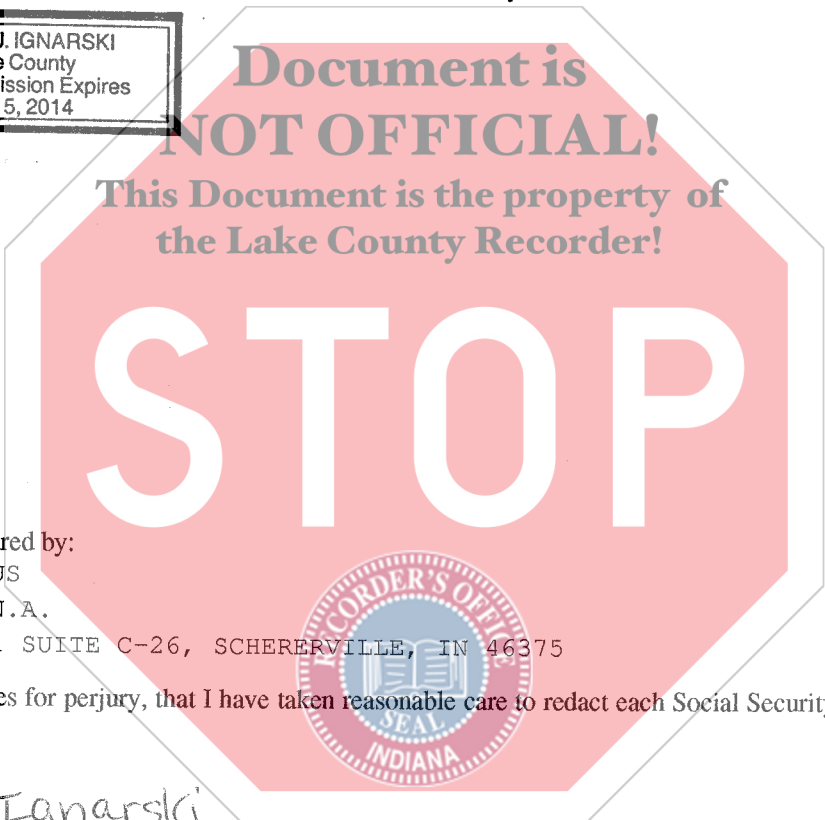 J. IGNARSKI
County
ission Expires
5, 2014
Document is
NOT OFFICIAL!
This Document is the property of
the Lake County Recorder!
STOP
red by:
US
N.A.
SUITE C-26, SCHERERVILLE, IN 46375
RECORDER'S OFFICE
SEAL
INDIANA
es for perjury, that I have taken reasonable care to redact each Social Security
Ignarski